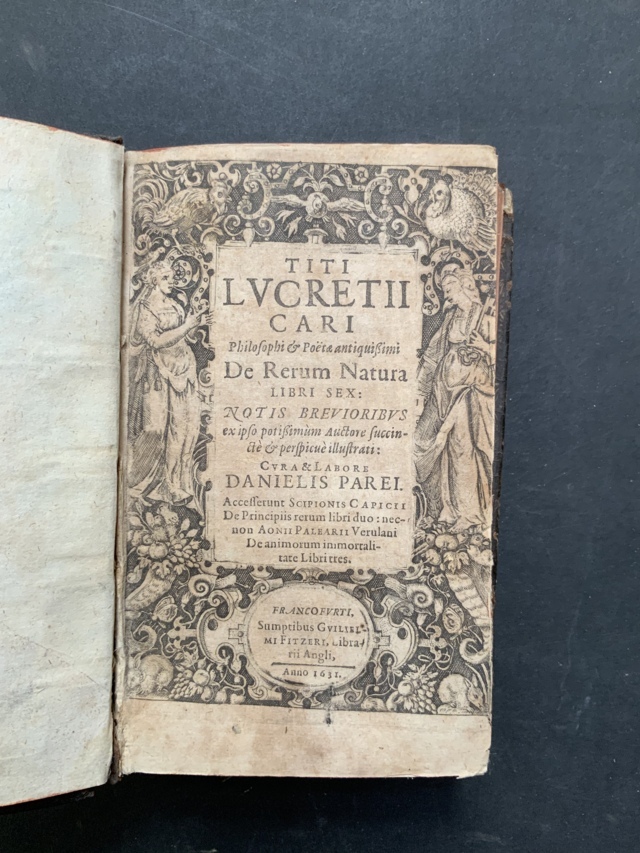 TITI
LVCRETII
CARI
Philosophi & Poëtæ antiquißimi
De Rerum Natura
LIBRI SEX:
NOTIS BREVIORIBVS
ex ipso potißimùm Auctore succin-
ctè & perspicuè illustrati:
CVRA & LABORE
DANIELIS PAREI.
Accesserunt SCIPIONIS CAPICII
De Principiis rerum libri duo: nec-
non AONII PALEARII Verulani
De animorum immortali-
tate Libri tres.
FRANCOFVRTI.
Sumptibus GVILIEL-
MI FITZERI, Libra-
rii Angli,
Anno 1631.